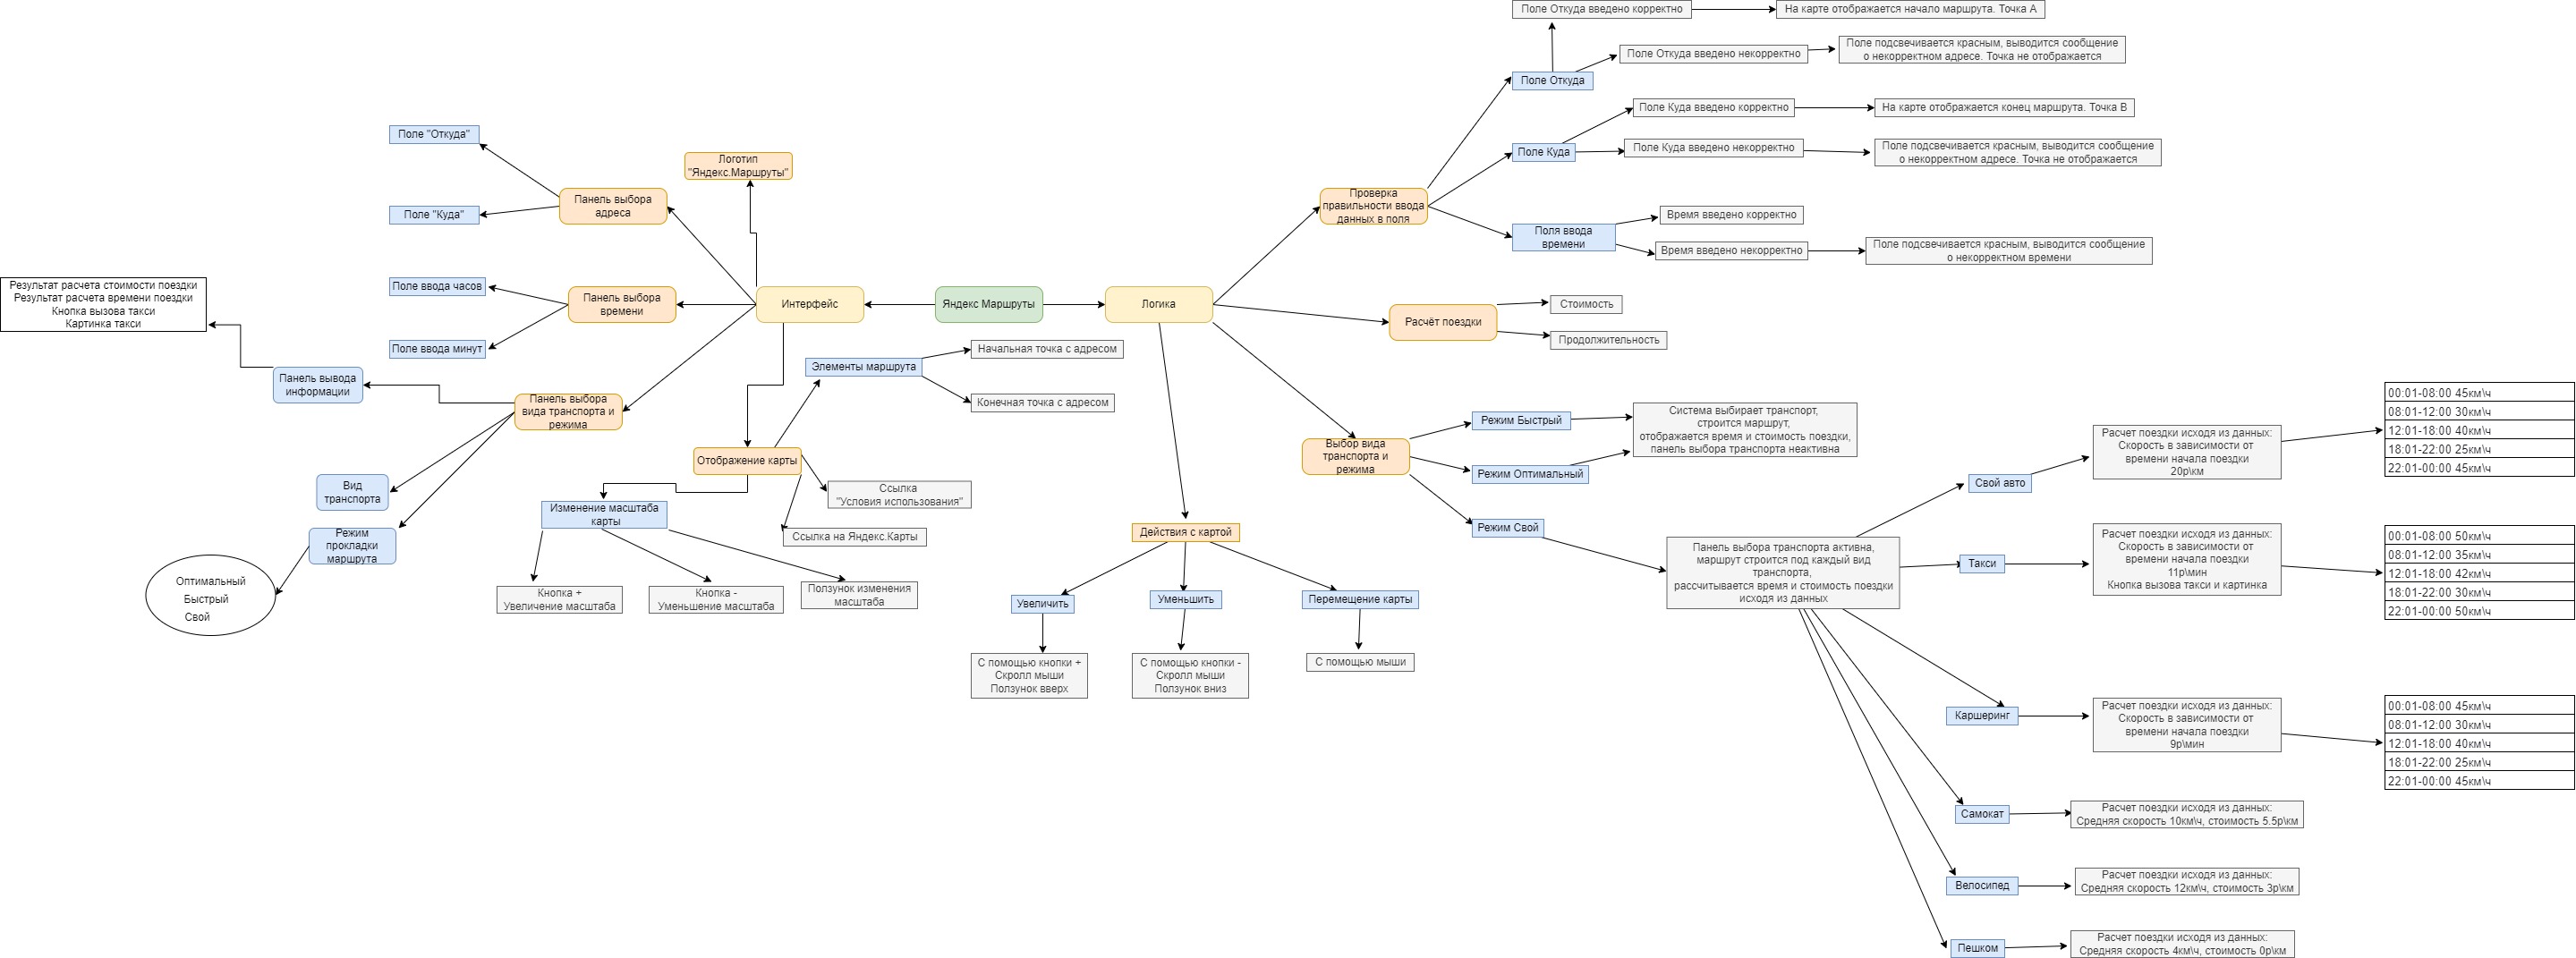 Поле Откуда введено корректно
На карте отображается начало маршрута. Точка А
Поле Откуда введено некорректно
Поле подсвечивается красным, выводится сообщение
о некорректном адресе. Точка не отображается
Поле Откуда
Поле Куда введено корректно
На карте отображается конец маршрута. Точка В
Поле Куда
Поле Куда введено некорректно
Поле подсвечивается красным, выводится сообщение
о некорректном адресе. Точка не отображается
Проверка
правильности ввода
данных в поля
Поля ввода
времени
Время введено корректно
Время введено некорректно
Поле подсвечивается красным, выводится сообщение
о некорректном времени
Поле "Откуда"
Поле "Куда"
Панель выбора
адреса
Логотип
"Яндекс.Маршруты"
Поле ввода часов
Поле ввода минут
Панель выбора
времени
Интерфейс
Яндекс Маршруты
Логика
Расчёт поездки
Стоимость
Продолжительность
Результат расчета стоимости поездки
Результат расчета времени поездки
Кнопка вызова такси
Картинка такси
Панель вывода
информации
Панель выбора
вида транспорта и
режима
Вид
транспорта
Режим
прокладки
маршрута
Оптимальный
Быстрый
Свой
Элементы маршрута
Начальная точка с адресом
Конечная точка с адресом
Отображение карты
Ссылка
"Условия использования"
Ссылка на Яндекс.Карты
Изменение масштаба
карты
Кнопка +
Увеличение масштаба
Кнопка -
Уменьшение масштаба
Ползунок изменения
масштаба
Действия с картой
Увеличить
Уменьшить
Перемещение карты
С помощью кнопки +
Скролл мыши
Ползунок вверх
С помощью кнопки -
Скролл мыши
Ползунок вниз
С помощью мыши
Выбор вида
транспорта и
режима
Режим Быстрый
Режим Оптимальный
Режим Свой
Система выбирает транспорт,
строится маршрут,
отображается время и стоимость поездки,
панель выбора транспорта неактивна
Панель выбора транспорта активна,
маршрут строится под каждый вид
транспорта,
рассчитывается время и стоимость поездки
исходя из данных
Свой авто
Расчет поездки исходя из данных:
Скорость в зависимости от
времени начала поездки
20р\км
00:01-08:00 45км\ч
08:01-12:00 30км\ч
12:01-18:00 40км\ч
18:01-22:00 25км\ч
22:01-00:00 45км\ч
Такси
Расчет поездки исходя из данных:
Скорость в зависимости от
времени начала поездки
11р\мин
Кнопка вызова такси и картинка
00:01-08:00 50км\ч
08:01-12:00 35км\ч
12:01-18:00 42км\ч
18:01-22:00 30км\ч
22:01-00:00 50км\ч
Каршеринг
Расчет поездки исходя из данных:
Скорость в зависимости от
времени начала поездки
9р\мин
00:01-08:00 45км\ч
08:01-12:00 30км\ч
12:01-18:00 40км\ч
18:01-22:00 25км\ч
22:01-00:00 45км\ч
Самокат
Расчет поездки исходя из данных:
Средняя скорость 10км\ч, стоимость 5.5р\км
Велосипед
Расчет поездки исходя из данных:
Средняя скорость 12км\ч, стоимость 3р\км
Пешком
Расчет поездки исходя из данных:
Средняя скорость 4км\ч, стоимость 0р\км